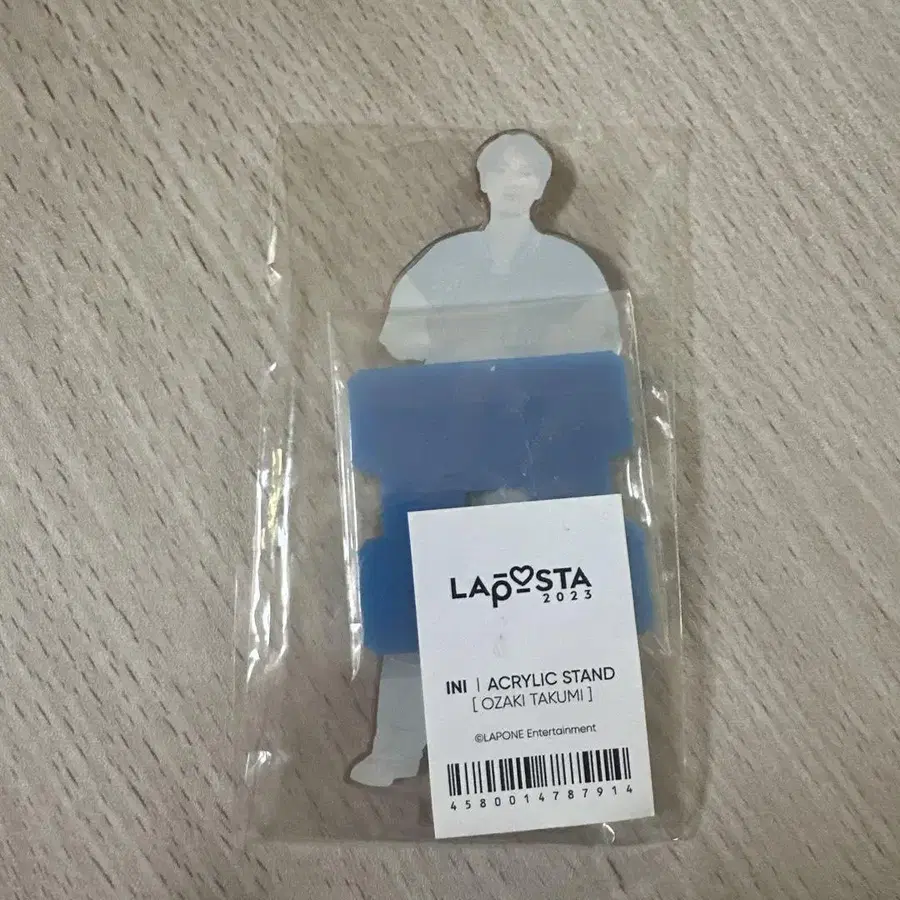 LAPOSTA
2023
INI | ACRYLIC STAND
[ OZAKI TAKUMI ]
©LAPONE Entertainment
4580014787914